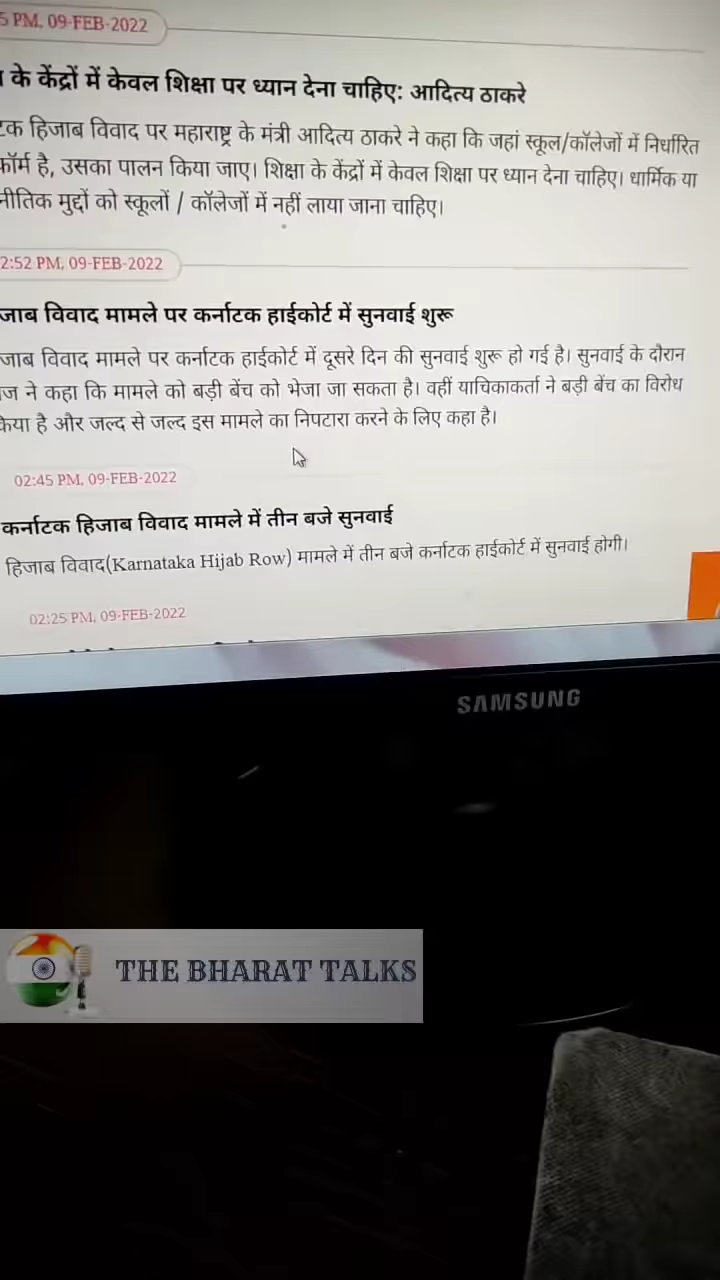 5 PM, 09-FEB-2022
के केंद्रों में केवल शिक्षा पर ध्यान देना चाहिए: आदित्य ठाकरे
टक हिजाब विवाद पर महाराष्ट्र के मंत्री आदित्य ठाकरे ने कहा कि जहां स्कूल/कॉलेजों में निर्धारित
फॉर्म है, उसका पालन किया जाए। शिक्षा के केंद्रों में केवल शिक्षा पर ध्यान देना चाहिए। धार्मिक या
नीतिक मुद्दों को स्कूलों / कॉलेजों में नहीं लाया जाना चाहिए।
2:52 PM, 09-FEB-2022
जाब विवाद मामले पर कर्नाटक हाईकोर्ट में सुनवाई शुरू
जाब विवाद मामले पर कर्नाटक हाईकोर्ट में दूसरे दिन की सुनवाई शुरू हो गई है। सुनवाई के दौरान
ज ने कहा कि मामले को बड़ी बेंच को भेजा जा सकता है। वहीं याचिकाकर्ता ने बड़ी बेंच का विरोध
किया है और जल्द से जल्द इस मामले का निपटारा करने के लिए कहा है।
02:45 PM, 09-FEB-2022
कर्नाटक हिजाब विवाद मामले में तीन बजे सुनवाई
हिजाब विवाद(Karnataka Hijab Row) मामले में तीन बजे कर्नाटक हाईकोर्ट में सुनवाई होगी।
02:25 PM, 09-FEB-2022
SAMSUNG
THE BHARAT TALKS